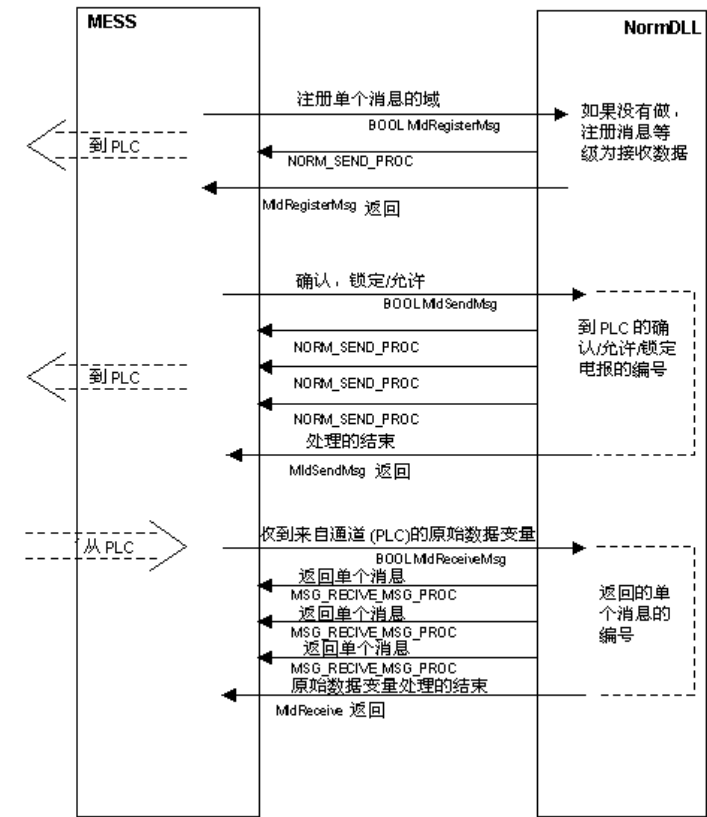 MESS
NormDLL
注册单个消息的域
BOOL MldRegisterMsg
如果没有做，
注册消息等
级为接收数据
到 PLC
NORM_SEND_PROC
MldRegisterMsg 返回
确认，锁定/允许
BOOL MldSendMsg
到 PLC 的确
认/允许/锁定
电报的编号
NORM_SEND_PROC
到 PLC
NORM_SEND_PROC
NORM_SEND_PROC
处理的结束
MldSendMsg 返回
收到来自通道 (PLC)的原始数据变量
从 PLC
BOOL MldReceiveMsg
返回单个消息
MSG_RECIVE_MSG_PROC
返回的单
个消息的
编号
返回单个消息
MSG_RECIVE_MSG_PROC
返回单个消息
MSG_RECIVE_MSG_PROC
原始数据变量处理的结束
MldReceive 返回